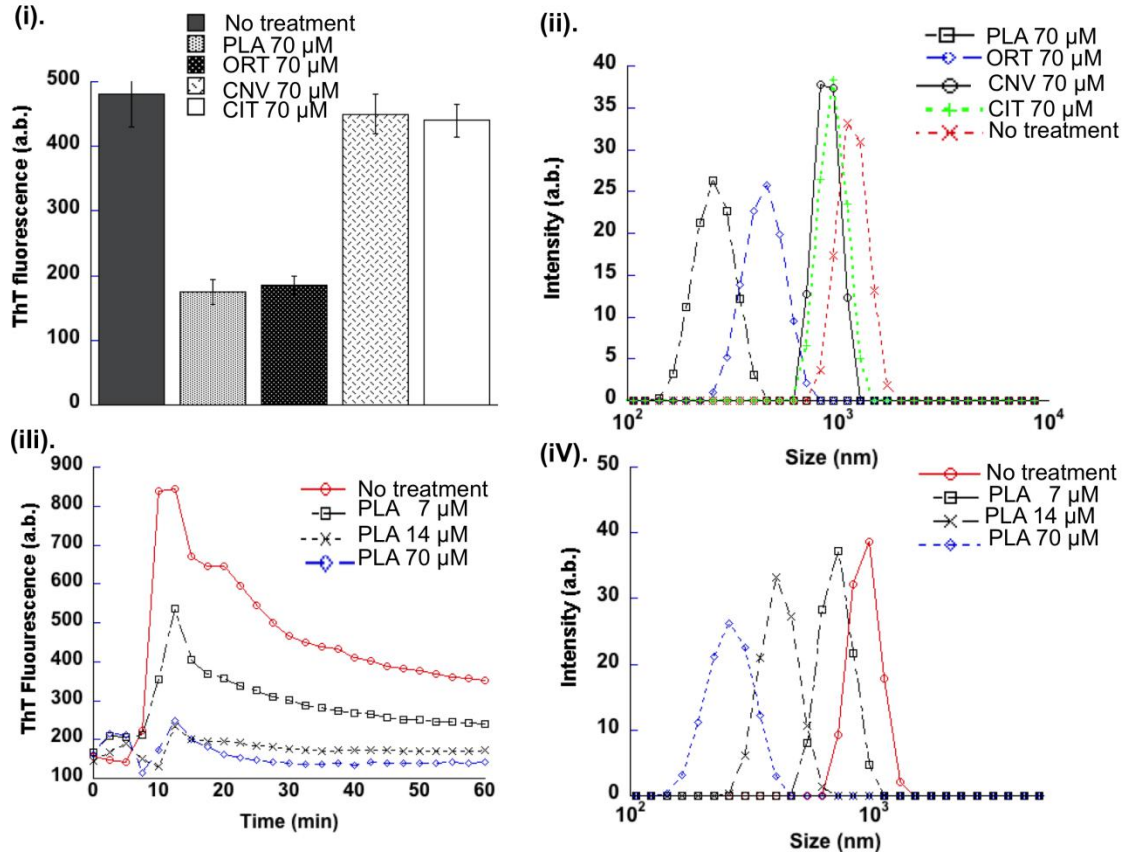 (i).
No treatment
PLA 70 µM
ORT 70 µM
CNV 70 µM
CIT 70 µM
ThT fluorescence (a.b.)
500
400
300
200
100
0
(ii).
PLA 70 µM
ORT 70 µM
CNV 70 µM
CIT 70 µM
No treatment
Intensity (a.b.)
40
35
30
25
20
15
10
5
0
10²
10³
10⁴
Size (nm)
(iIi).
No treatment
PLA 7 µM
PLA 14 µM
PLA 70 µM
ThT Fluourescence (a.b.)
900
800
700
600
500
400
300
200
100
0
10
20
30
40
50
60
Time (min)
(iV).
No treatment
PLA 7 µM
PLA 14 µM
PLA 70 µM
Intensity (a.b.)
50
40
30
20
10
0
10²
10³
Size (nm)